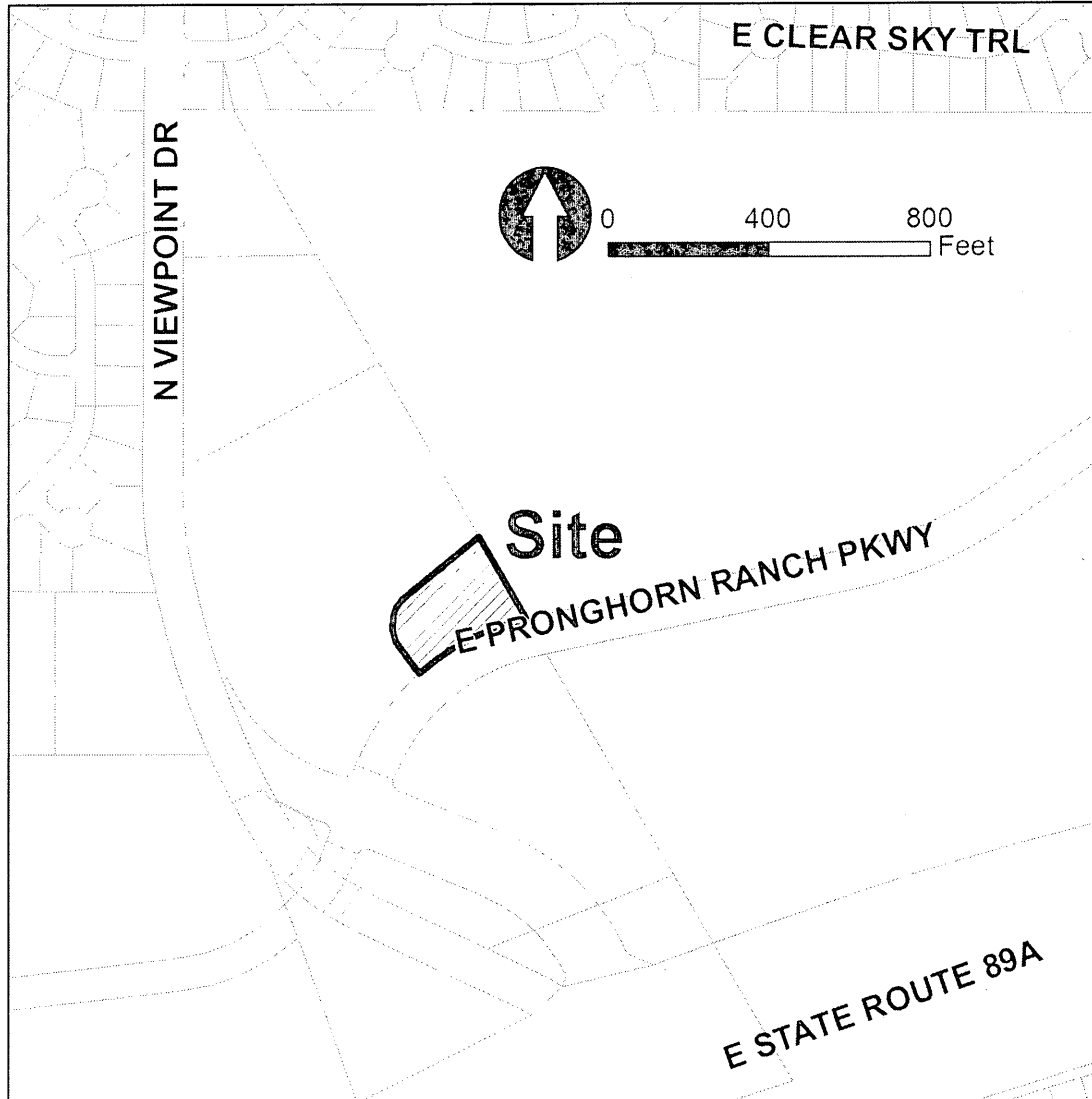 E CLEAR SKY TRL
N VIEWPOINT DR
0 400 800
Feet
Site
E PRONGHORN RANCH PKWY
E STATE ROUTE 89A